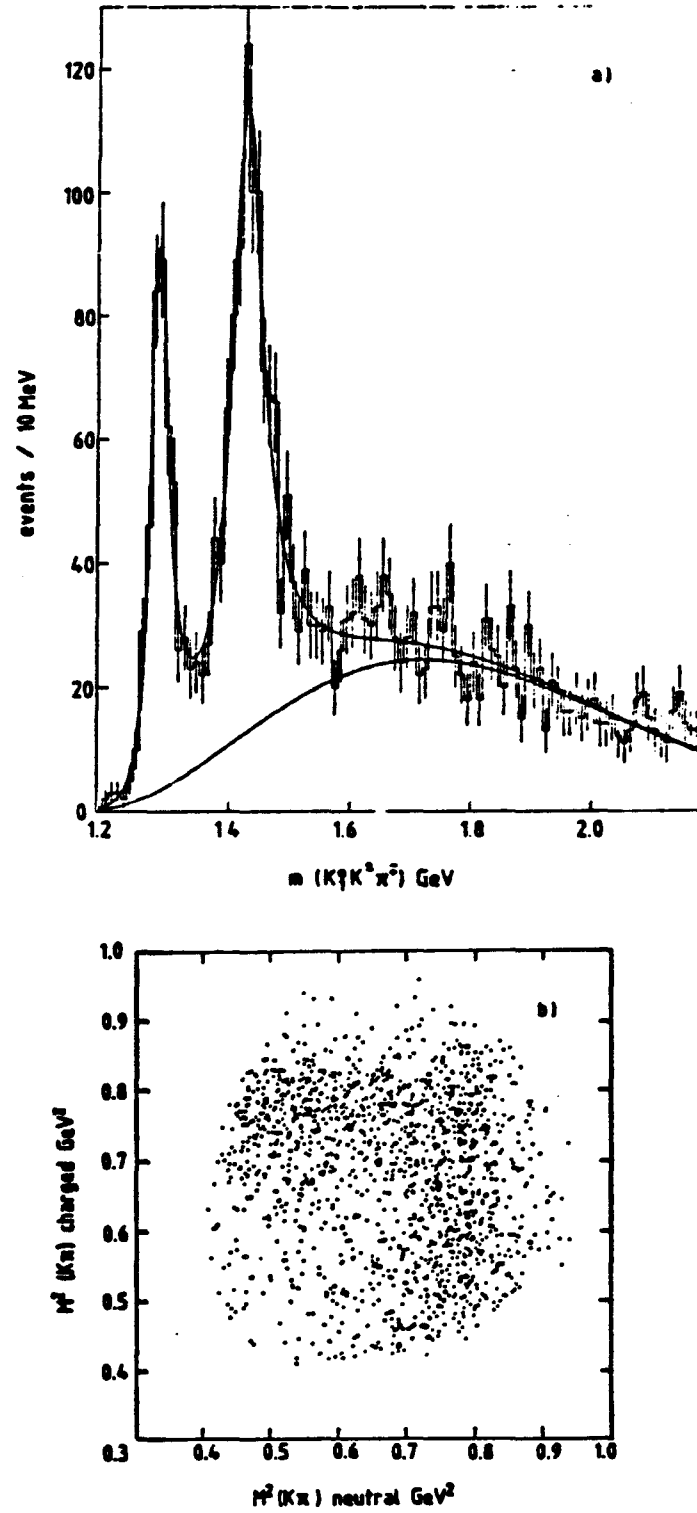 a)
120
100
80
60
40
20
0
events / 10 MeV
1.2 1.4 1.6 1.8 2.0
m (K⁰₁K^±π^∓) GeV
1.0
b)
0.9
0.8
0.7
0.6
0.5
0.4
0.3
M² (Kπ) charged GeV²
0.4 0.5 0.6 0.7 0.8 0.9 1.0
M² (Kπ) neutral GeV²